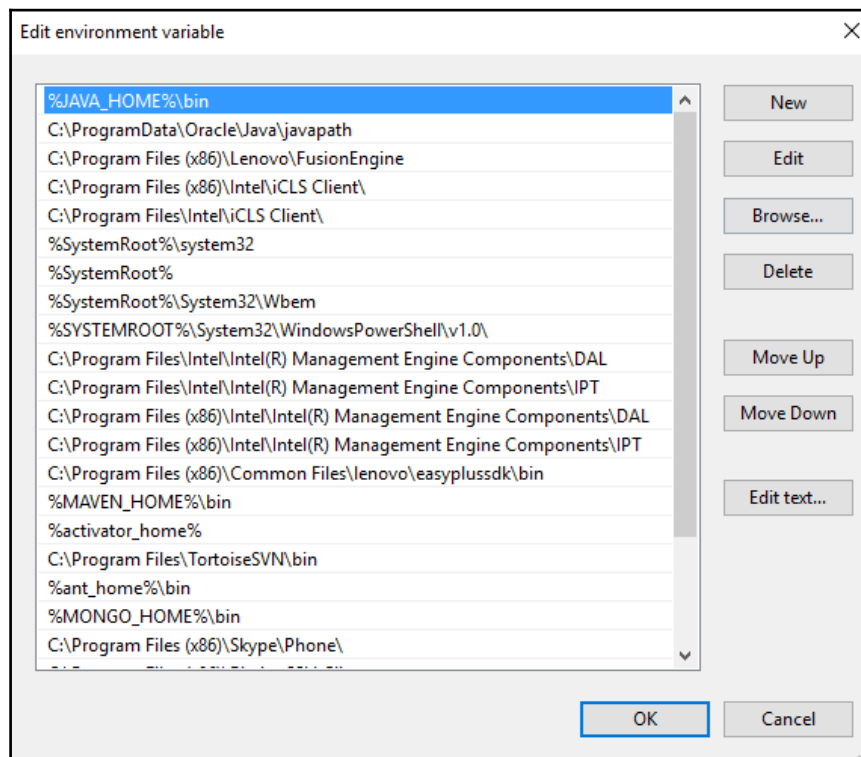 Edit environment variable
%JAVA_HOME%\bin
C:\ProgramData\Oracle\Java\javapath
C:\Program Files (x86)\Lenovo\FusionEngine
C:\Program Files (x86)\Intel\iCLS Client\
C:\Program Files\Intel\iCLS Client\
%SystemRoot%\system32
%SystemRoot%
%SystemRoot%\System32\Wbem
%SYSTEMROOT%\System32\WindowsPowerShell\v1.0\
C:\Program Files\Intel\Intel(R) Management Engine Components\DAL
C:\Program Files\Intel\Intel(R) Management Engine Components\IPT
C:\Program Files (x86)\Intel\Intel(R) Management Engine Components\DAL
C:\Program Files (x86)\Intel\Intel(R) Management Engine Components\IPT
C:\Program Files (x86)\Common Files\lenovo\easyplussdk\bin
%MAVEN_HOME%\bin
%activator_home%
C:\Program Files\TortoiseSVN\bin
%ant_home%\bin
%MONGO_HOME%\bin
C:\Program Files (x86)\Skype\Phone\
New
Edit
Browse...
Delete
Move Up
Move Down
Edit text...
OK
Cancel